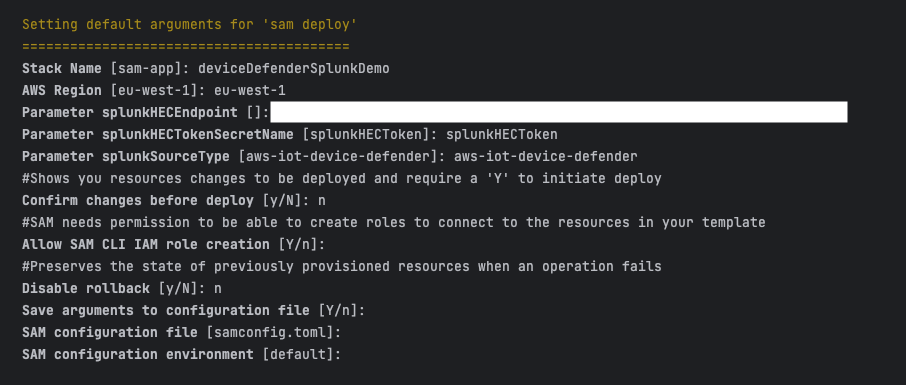 Setting default arguments for 'sam deploy'
=========================================
Stack Name [sam-app]: deviceDefenderSplunkDemo
AWS Region [eu-west-1]: eu-west-1
Parameter splunkHECEndpoint []:
Parameter splunkHECTokenSecretName [splunkHECToken]: splunkHECToken
Parameter splunkSourceType [aws-iot-device-defender]: aws-iot-device-defender
#Shows you resources changes to be deployed and require a 'Y' to initiate deploy
Confirm changes before deploy [y/N]: n
#SAM needs permission to be able to create roles to connect to the resources in your template
Allow SAM CLI IAM role creation [Y/n]:
#Preserves the state of previously provisioned resources when an operation fails
Disable rollback [y/N]: n
Save arguments to configuration file [Y/n]:
SAM configuration file [samconfig.toml]:
SAM configuration environment [default]: